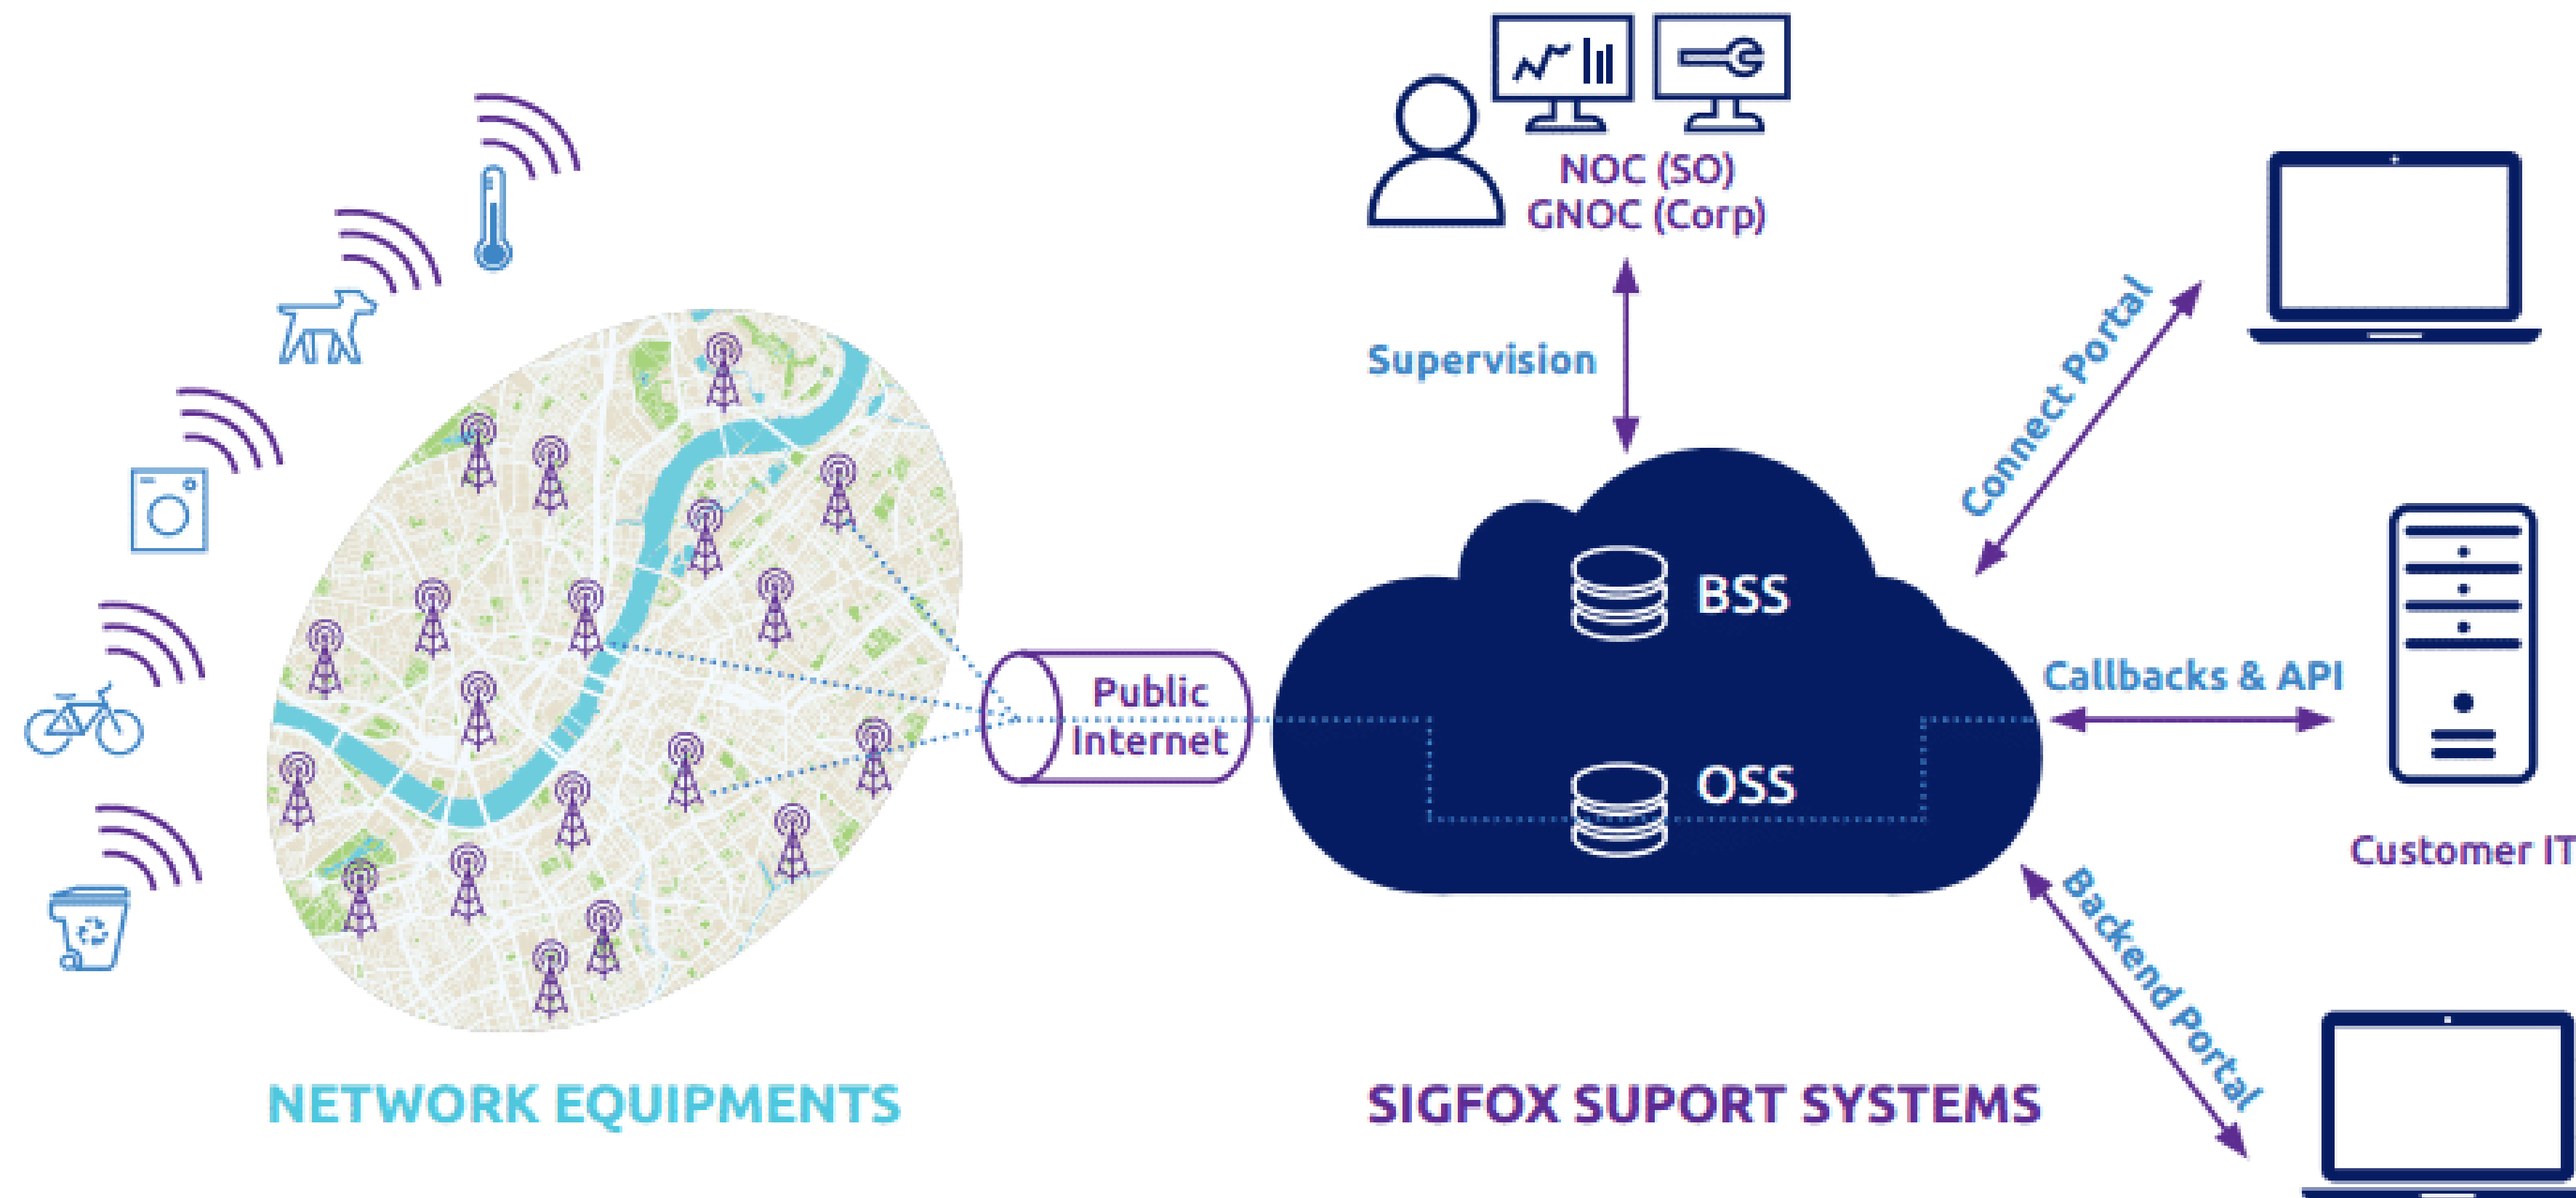 NOC (SO)
GNOC (Corp)
Supervision
Connect Portal
BSS
Public
Internet
Callbacks & API
OSS
Customer IT
Backend Portal
NETWORK EQUIPMENTS
SIGFOX SUPORT SYSTEMS